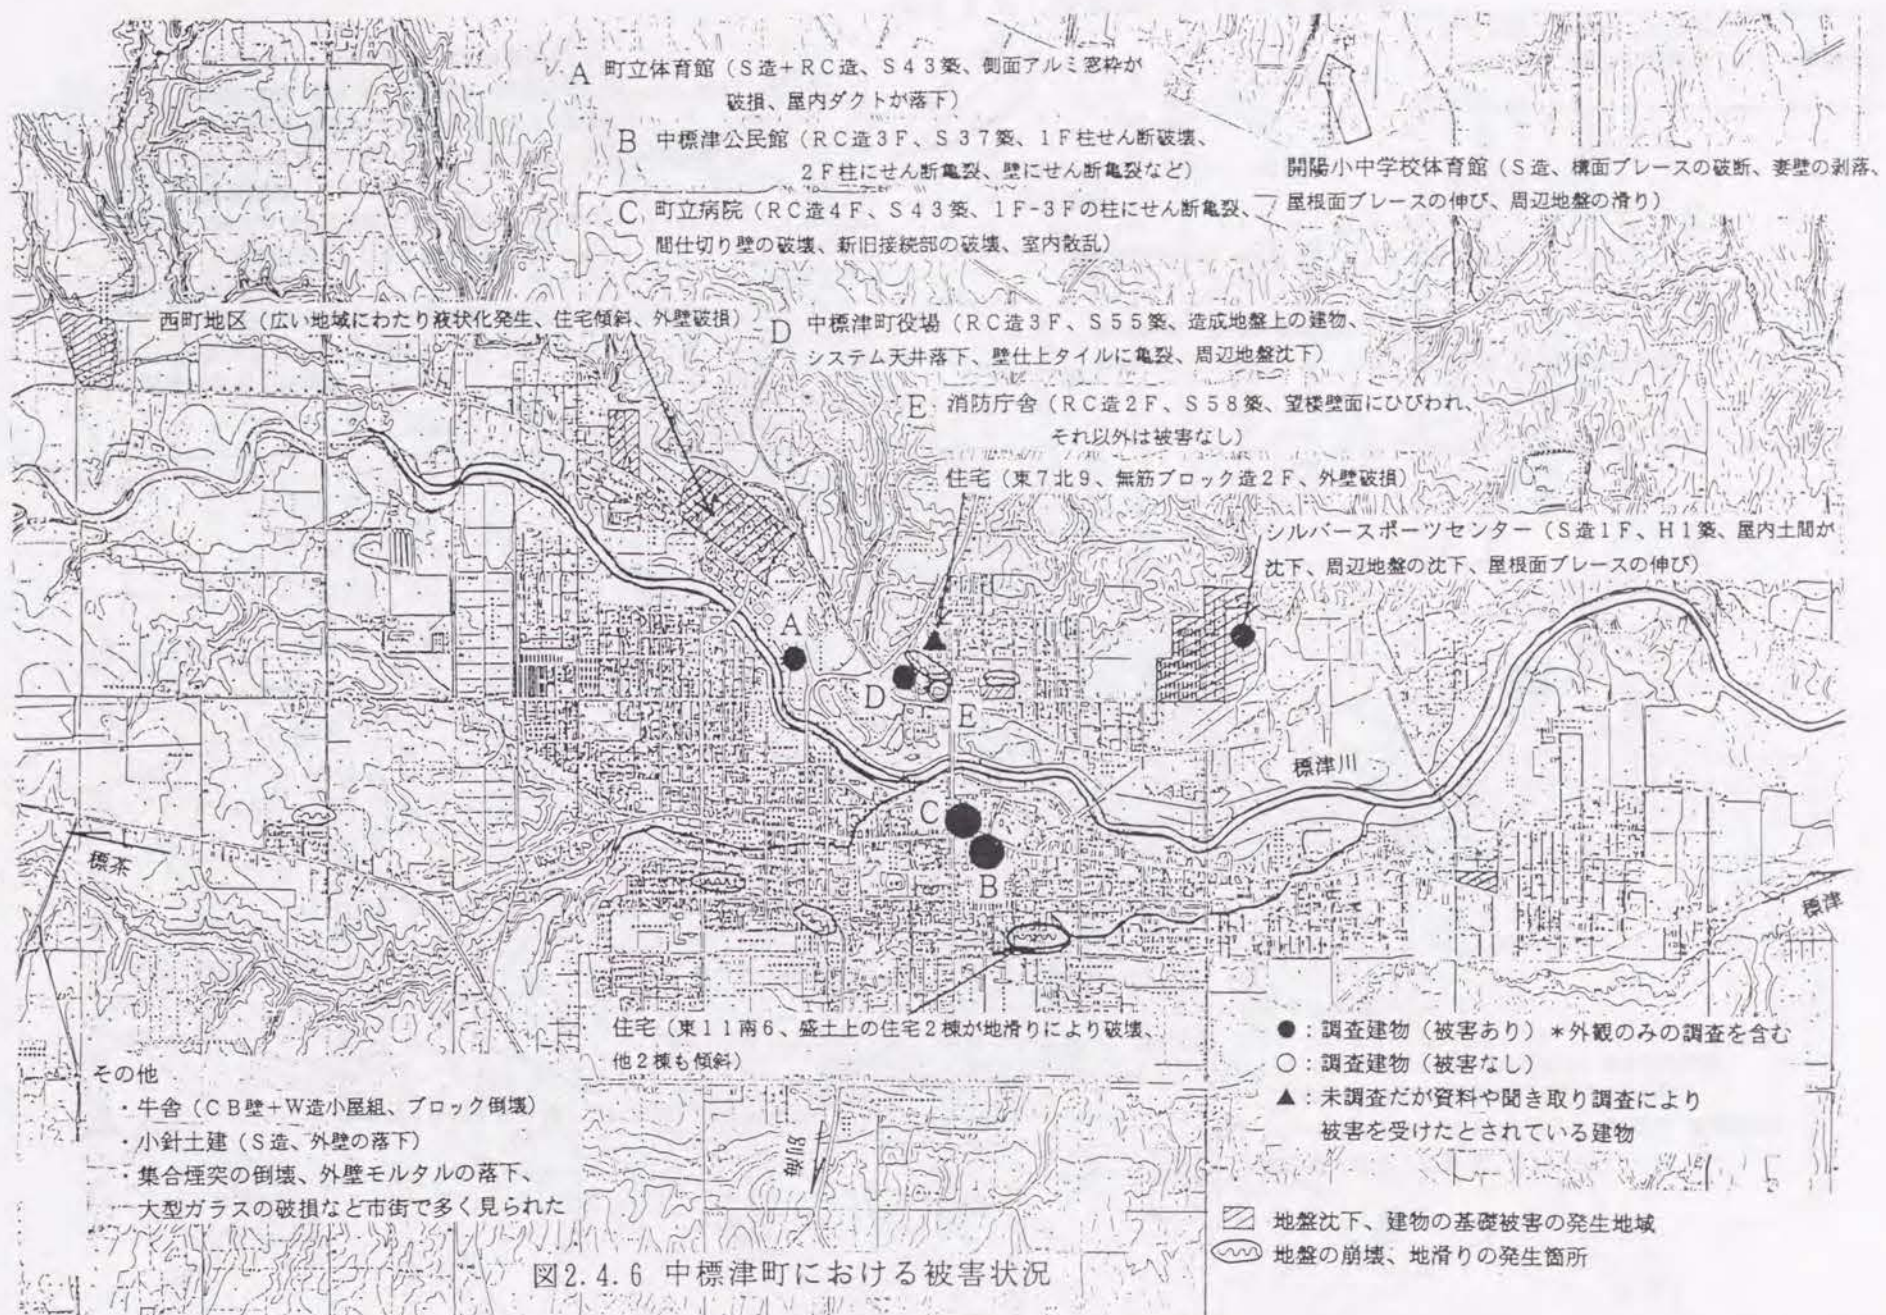 A 町立体育館（S造+RC造、S43築、側面アルミ窓枠が
破損、屋内ダクトが落下）
B 中標津公民館（RC造3F、S37築、1F柱せん断破壊、
2F柱にせん断亀裂、壁にせん断亀裂など）
開陽小中学校体育館（S造、構面ブレースの破断、妻壁の剥落、
屋根面ブレースの伸び、周辺地盤の滑り）
C 町立病院（RC造4F、S43築、1F-3Fの柱にせん断亀裂、
間仕切り壁の破壊、新旧接続部の破壊、室内散乱）
西町地区（広い地域にわたり液状化発生、住宅傾斜、外壁破損）
D 中標津町役場（RC造3F、S55築、造成地盤上の建物、
システム天井落下、壁仕上タイルに亀裂、周辺地盤沈下）
E 消防庁舎（RC造2F、S58築、望楼壁面にひびわれ、
それ以外は被害なし）
住宅（東7北9、無筋ブロック造2F、外壁破損）
シルバースポーツセンター（S造1F、H1築、屋内土間が
沈下、周辺地盤の沈下、屋根面ブレースの伸び）
A
D
E
標津川
C
B
標茶
標津
住宅（東11南6、盛土上の住宅2棟が地滑りにより破壊、
他2棟も傾斜）
別海
その他
・牛舎（CB壁+W造小屋組、ブロック倒壊）
・小針土建（S造、外壁の落下）
・集合煙突の倒壊、外壁モルタルの落下、
大型ガラスの破損など市街で多く見られた
●：調査建物（被害あり）＊外観のみの調査を含む
○：調査建物（被害なし）
▲：未調査だが資料や聞き取り調査により
被害を受けたとされている建物
地盤沈下、建物の基礎被害の発生地域
地盤の崩壊、地滑りの発生箇所
図2.4.6 中標津町における被害状況